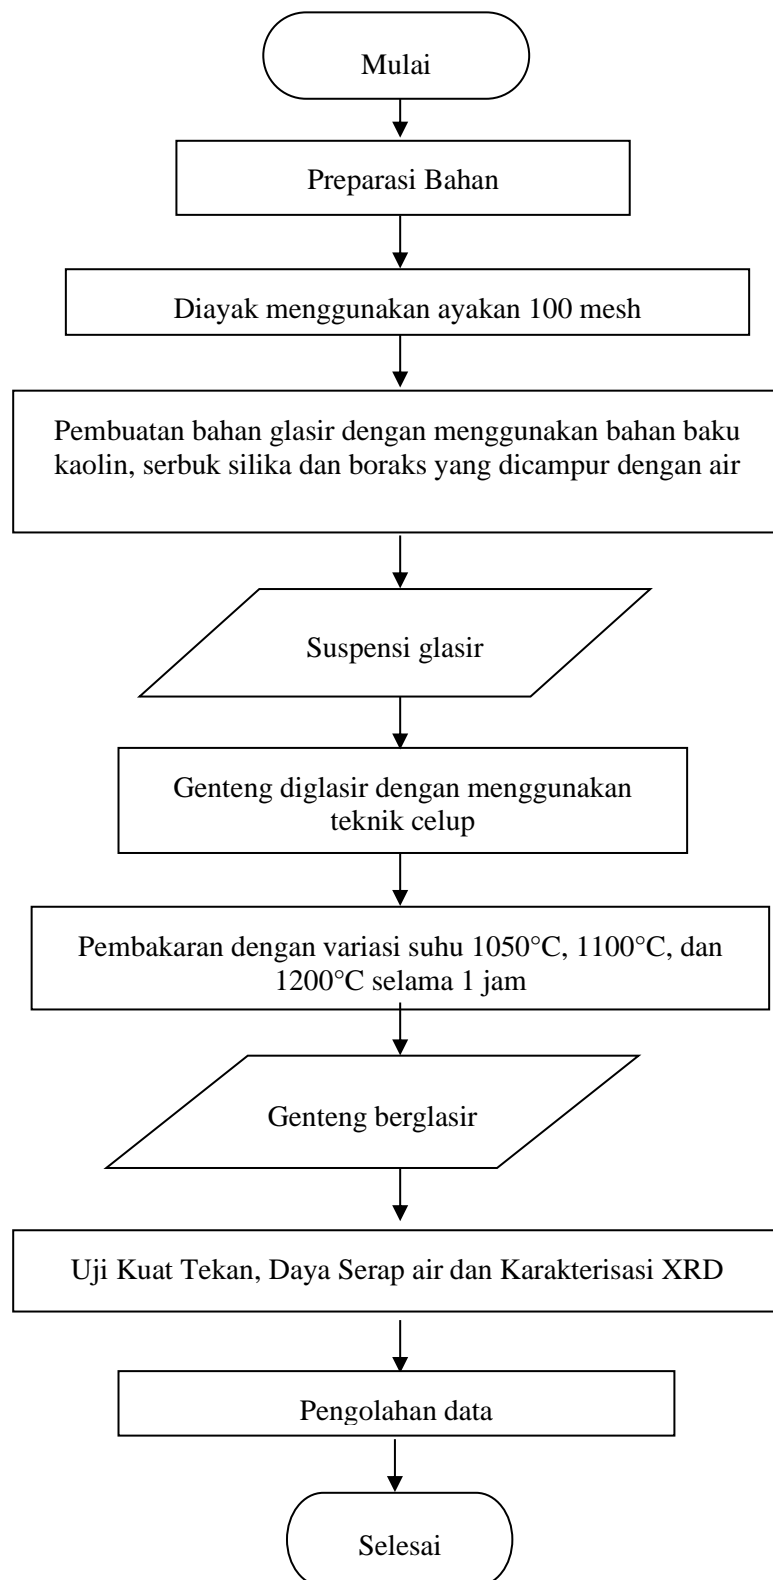 Mulai
Preparasi Bahan
Diayak menggunakan ayakan 100 mesh
Pembuatan bahan glasir dengan menggunakan bahan baku
kaolin, serbuk silika dan boraks yang dicampur dengan air
Suspensi glasir
Genteng diglasir dengan menggunakan
teknik celup
Pembakaran dengan variasi suhu 1050°C, 1100°C, dan
1200°C selama 1 jam
Genteng berglasir
Uji Kuat Tekan, Daya Serap air dan Karakterisasi XRD
Pengolahan data
Selesai